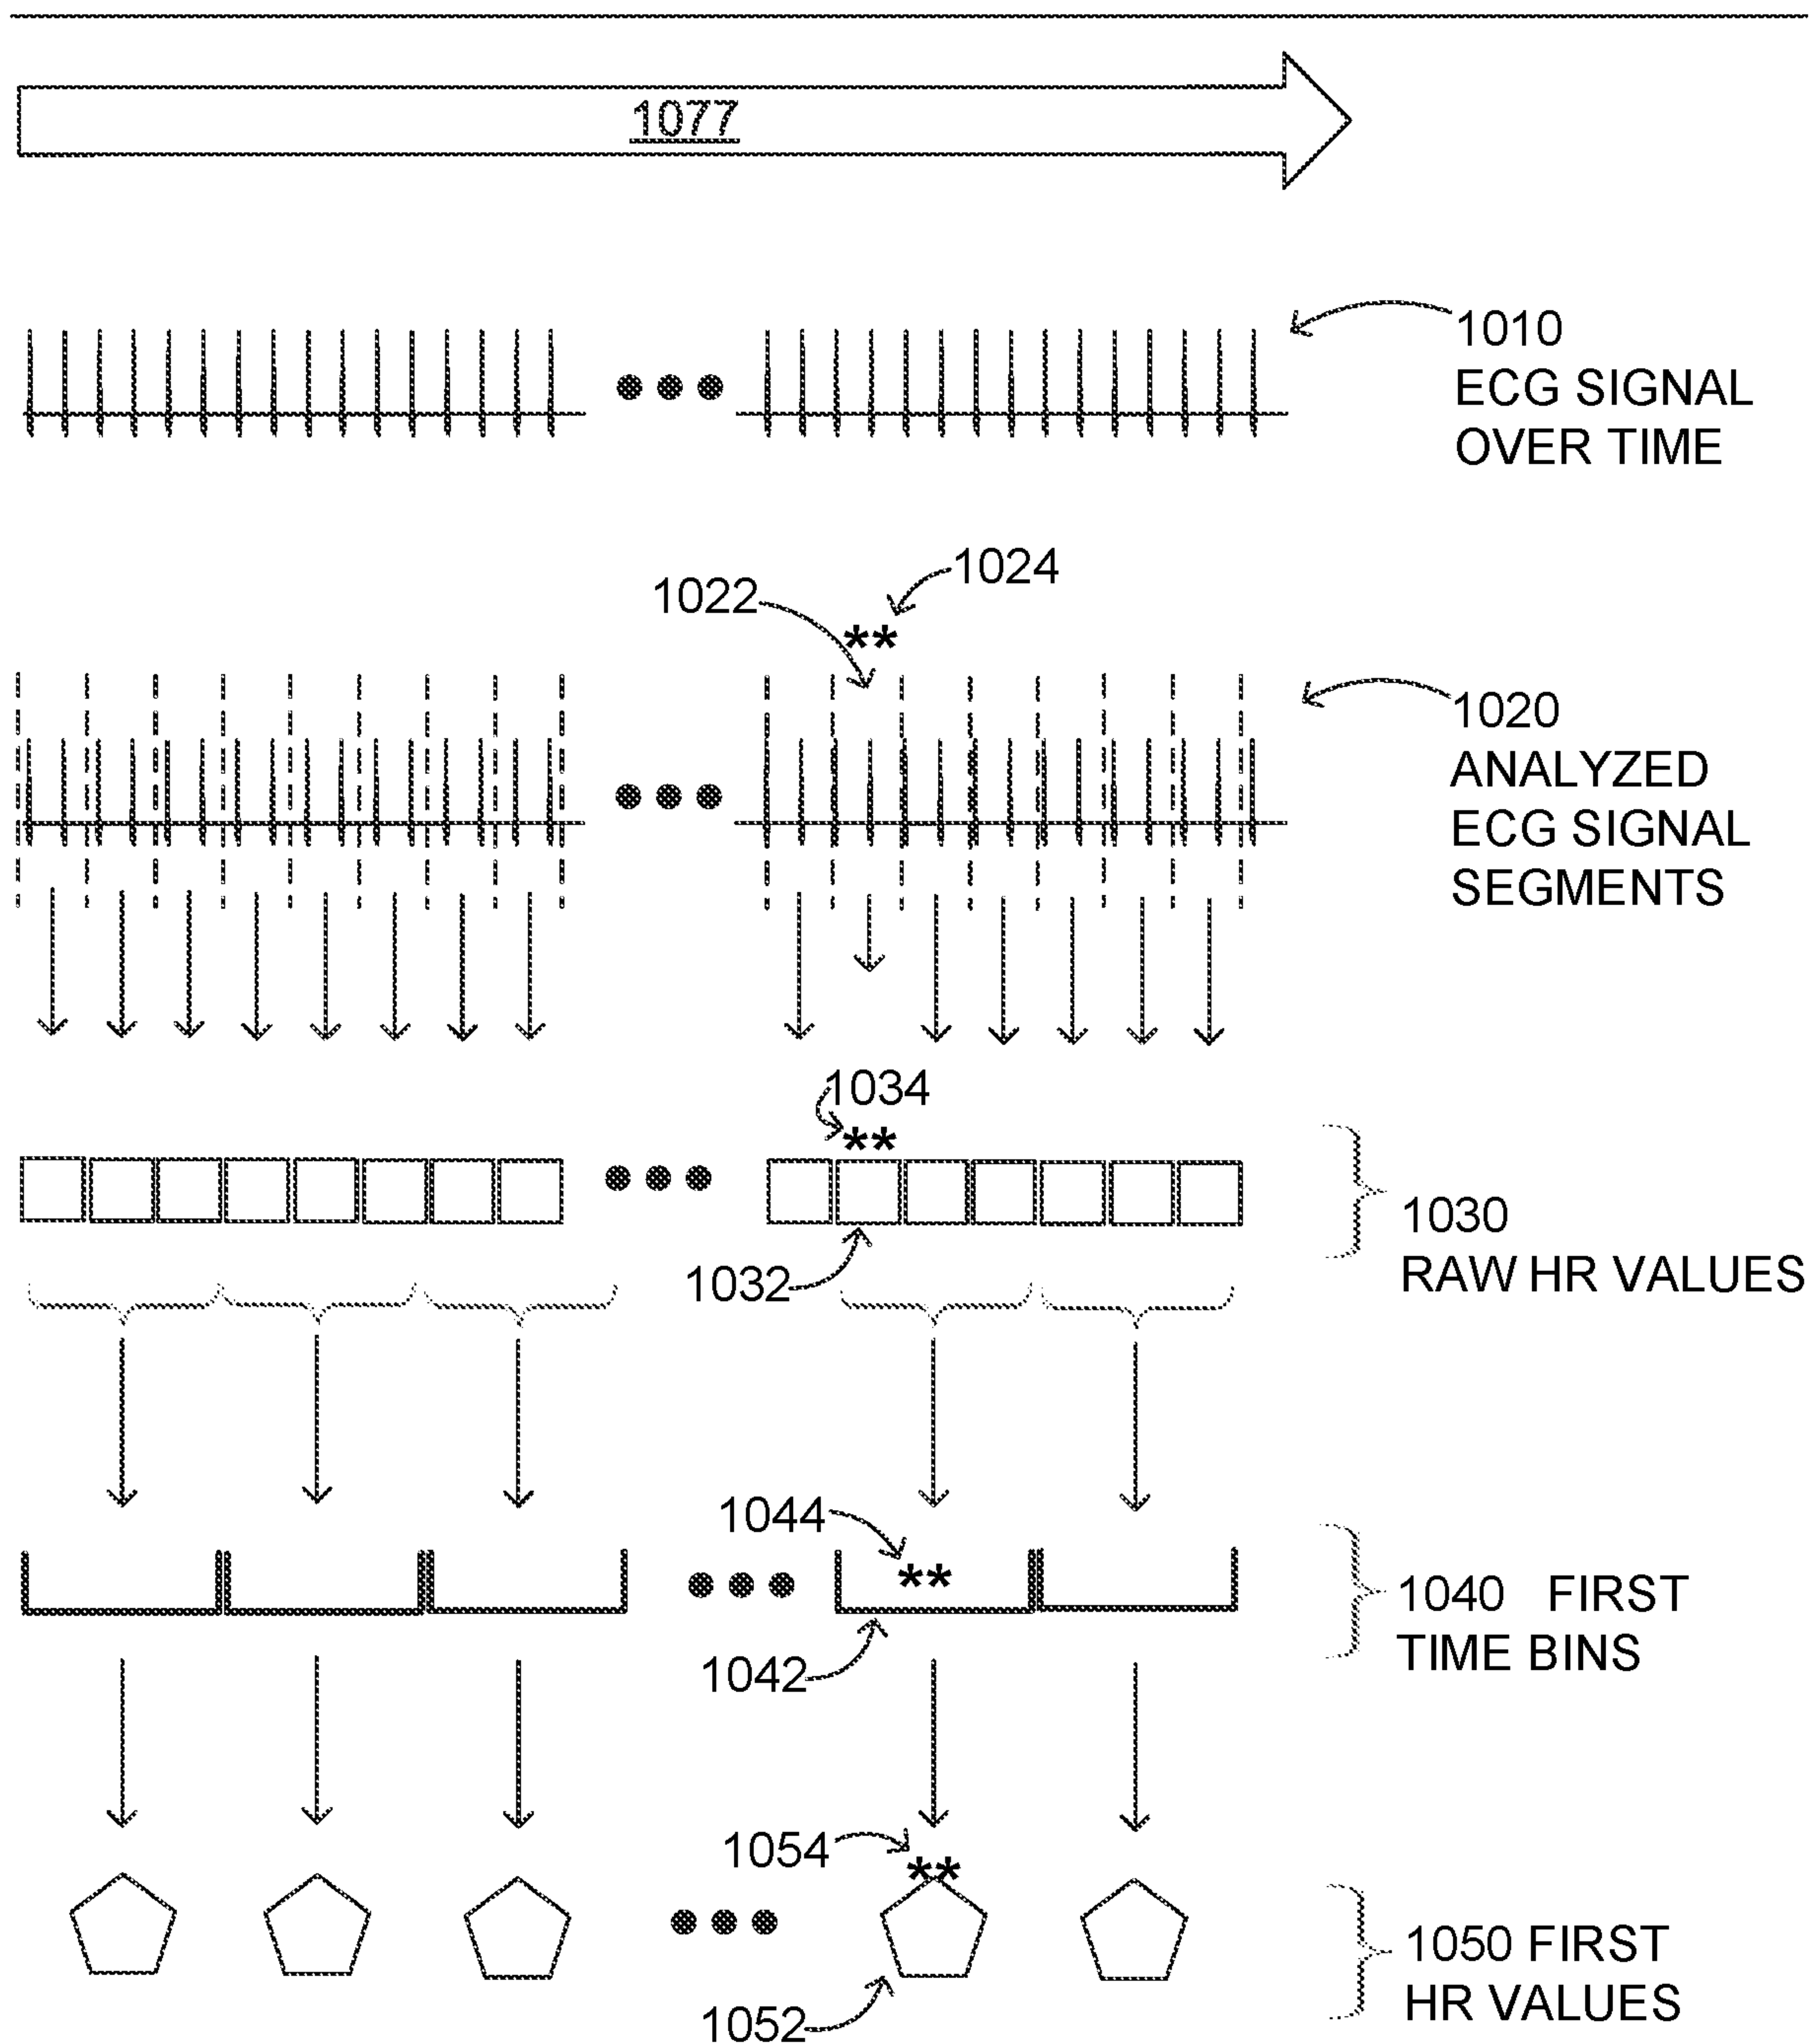 1077
1010
ECG SIGNAL
OVER TIME
1024
1022
**
1020
ANALYZED
ECG SIGNAL
SEGMENTS
1034
**
1030
RAW HR VALUES
1032
1044
**
1040 FIRST
TIME BINS
1042
1054
**
1050 FIRST
HR VALUES
1052